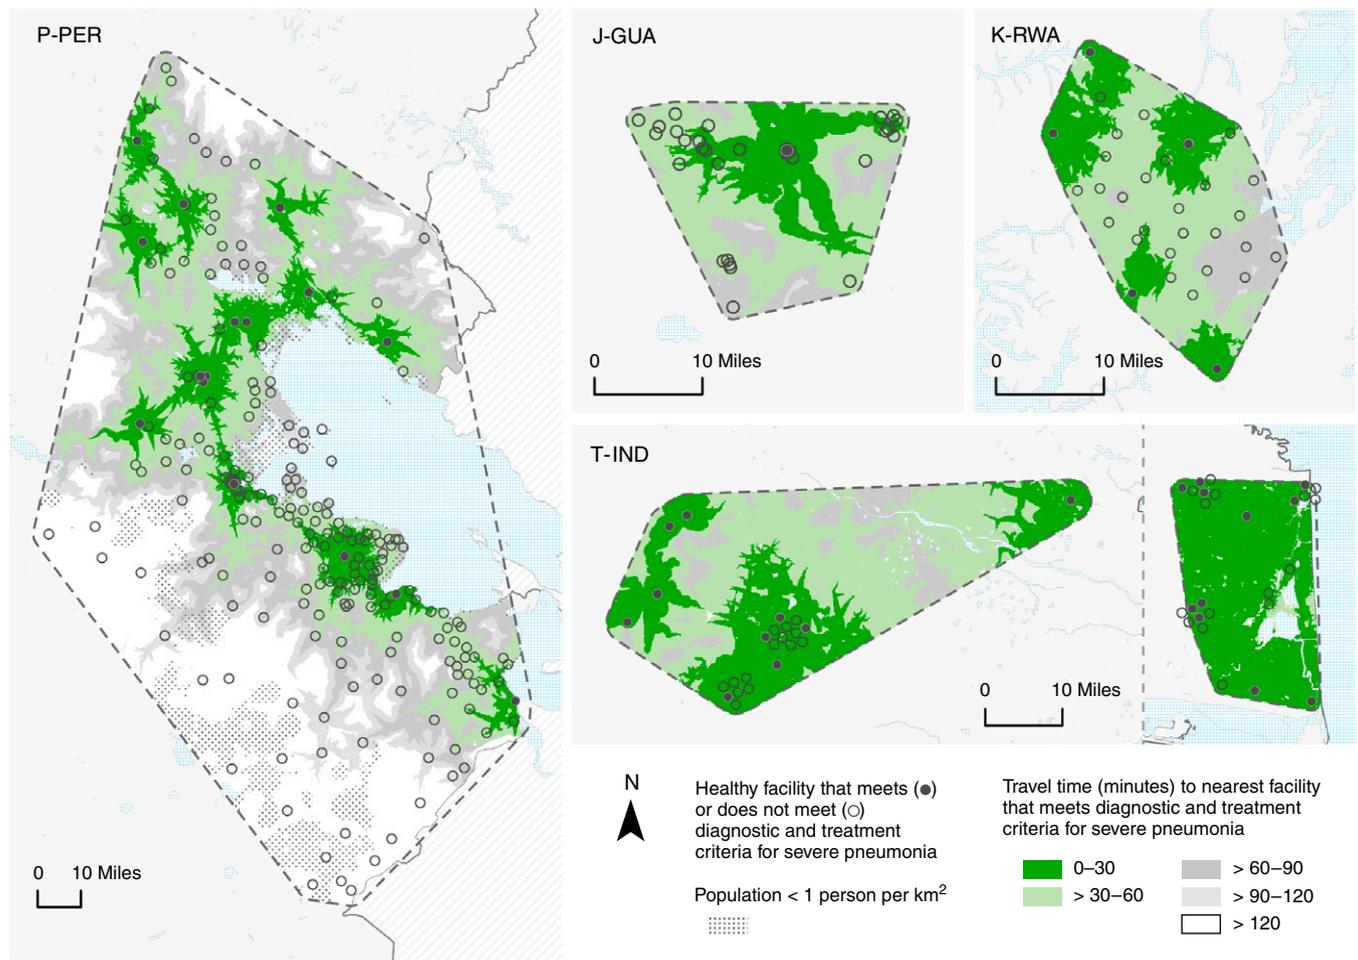 P-PER
J-GUA
K-RWA
0 10 Miles
0 10 Miles
T-IND
0 10 Miles
0 10 Miles
N
Healthy facility that meets (●)
or does not meet (○)
diagnostic and treatment
criteria for severe pneumonia
Population < 1 person per km²
Travel time (minutes) to nearest facility
that meets diagnostic and treatment
criteria for severe pneumonia
0–30
> 30–60
> 60–90
> 90–120
> 120